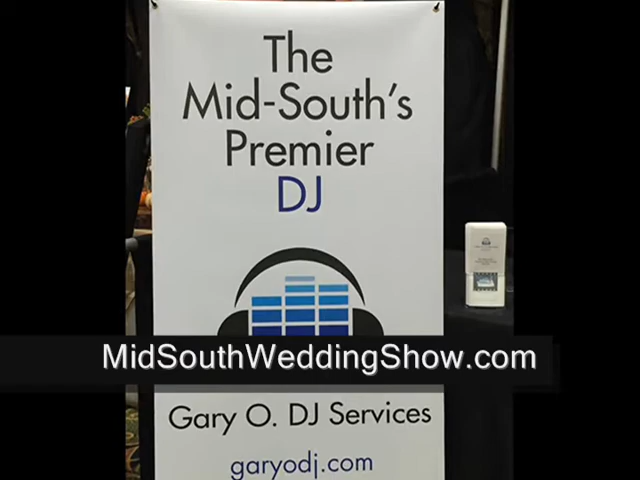 The
Mid-South's
Premier
DJ
MidSouthWeddingShow.com
Gary O. DJ Services
garyodj.com